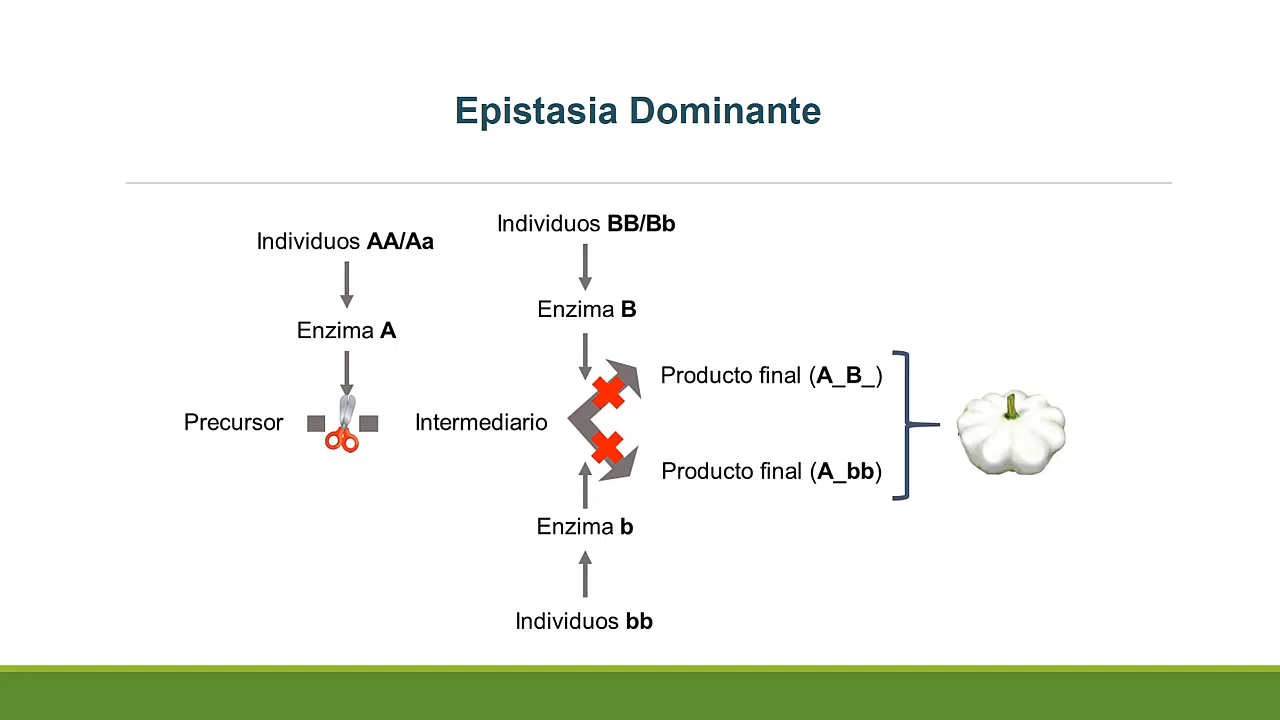 Epistasia Dominante
Individuos AA/Aa
Enzima A
Precursor
Individuos BB/Bb
Enzima B
Intermediario
Producto final (A_B_)
Producto final (A_bb)
Enzima b
Individuos bb